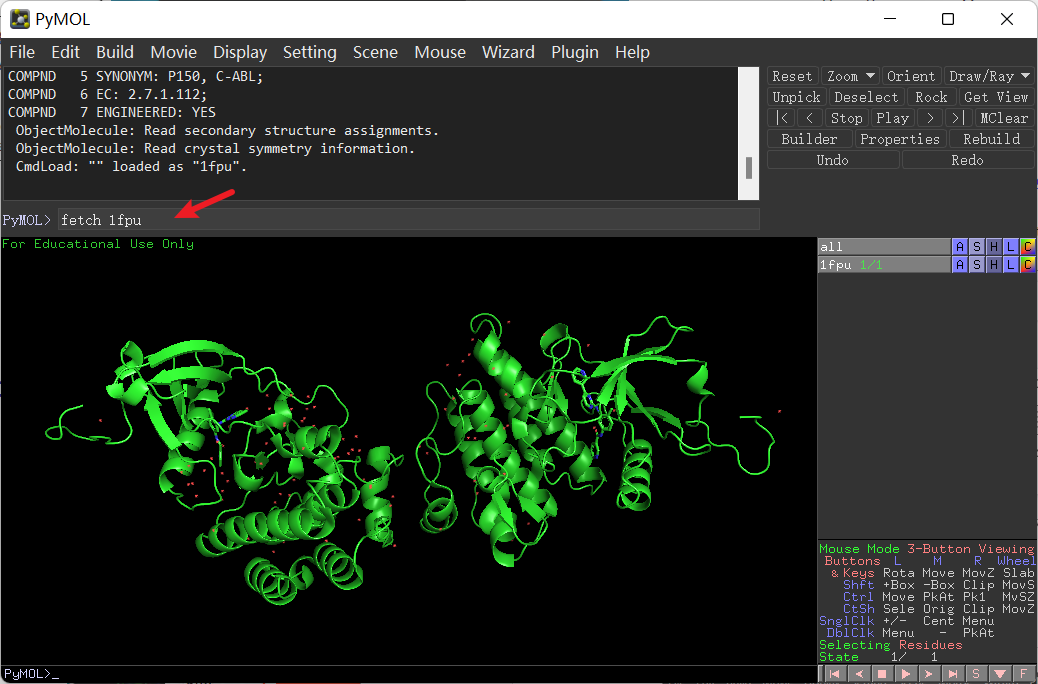 PyMOL
File Edit Build Movie Display Setting Scene Mouse Wizard Plugin Help
COMPND   5 SYNONYM: P150, C-ABL;
COMPND   6 EC: 2.7.1.112;
COMPND   7 ENGINEERED: YES
ObjectMolecule: Read secondary structure assignments.
ObjectMolecule: Read crystal symmetry information.
CmdLoad: "" loaded as "1fpu".
PyMOL> fetch 1fpu
Reset Zoom Orient Draw/Ray
Unpick Deselect Rock Get View
|< < Stop Play > >| MClear
Builder Properties Rebuild
Undo Redo
For Educational Use Only
all A S H L C
1fpu 1/1 A S H L C
Mouse Mode 3-Button Viewing
Buttons L M R Wheel
& Keys Rota Move MovZ Slab
Shft +Box -Box Clip MovS
Ctrl Move PkAt Pk1 MvSZ
CtSh Sele Orig Clip MovZ
SnglClk +/- Cent Menu
DblClk Menu - PkAt
Selecting Residues
State 1/ 1
PyMOL>_
S F